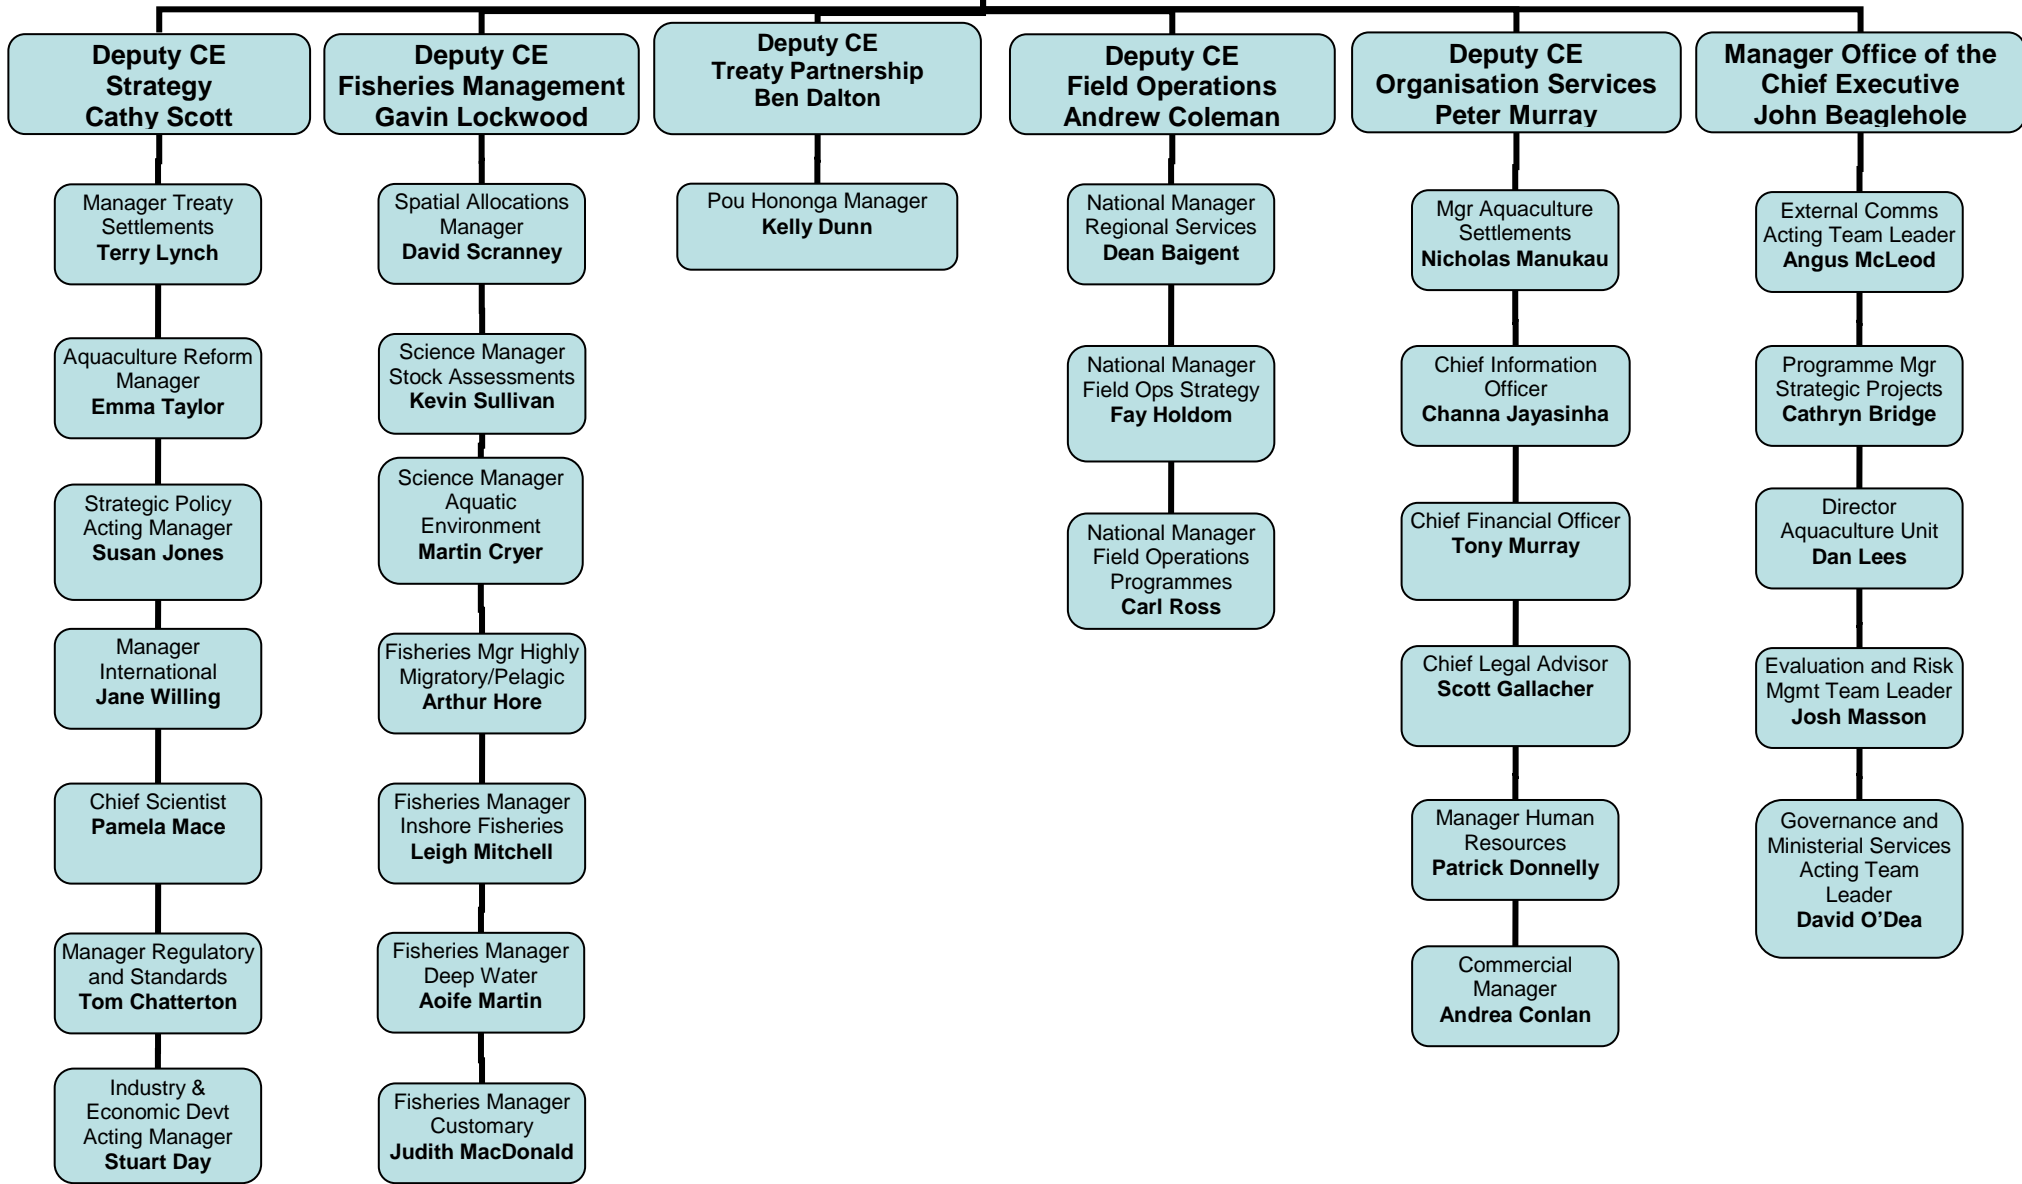 Deputy CE
Strategy
Cathy Scott
Manager Treaty
Settlements
Terry Lynch
Aquaculture Reform
Manager
Emma Taylor
Strategic Policy
Acting Manager
Susan Jones
Manager
International
Jane Willing
Chief Scientist
Pamela Mace
Manager Regulatory
and Standards
Tom Chatterton
Industry &
Economic Devt
Acting Manager
Stuart Day
Deputy CE
Fisheries Management
Gavin Lockwood
Spatial Allocations
Manager
David Scranney
Science Manager
Stock Assessments
Kevin Sullivan
Science Manager
Aquatic
Environment
Martin Cryer
Fisheries Mgr Highly
Migratory/Pelagic
Arthur Hore
Fisheries Manager
Inshore Fisheries
Leigh Mitchell
Fisheries Manager
Deep Water
Aoife Martin
Fisheries Manager
Customary
Judith MacDonald
Deputy CE
Treaty Partnership
Ben Dalton
Pou Hononga Manager
Kelly Dunn
Deputy CE
Field Operations
Andrew Coleman
National Manager
Regional Services
Dean Baigent
National Manager
Field Ops Strategy
Fay Holdom
National Manager
Field Operations
Programmes
Carl Ross
Deputy CE
Organisation Services
Peter Murray
Mgr Aquaculture
Settlements
Nicholas Manukau
Chief Information
Officer
Channa Jayasinha
Chief Financial Officer
Tony Murray
Chief Legal Advisor
Scott Gallacher
Manager Human
Resources
Patrick Donnelly
Commercial
Manager
Andrea Conlan
Manager Office of the
Chief Executive
John Beaglehole
External Comms
Acting Team Leader
Angus McLeod
Programme Mgr
Strategic Projects
Cathryn Bridge
Director
Aquaculture Unit
Dan Lees
Evaluation and Risk
Mgmt Team Leader
Josh Masson
Governance and
Ministerial Services
Acting Team
Leader
David O’Dea